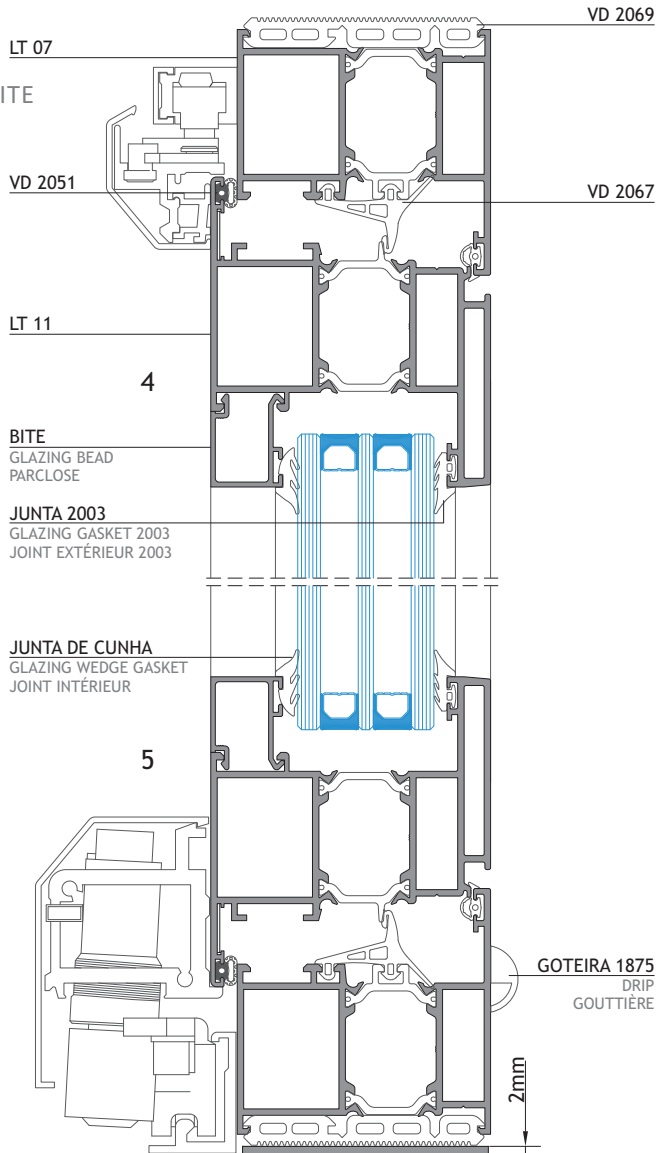 VD 2069
LT 07
ITE
VD 2051
VD 2067
LT 11
4
BITE
GLAZING BEAD
PARCLOSE
JUNTA 2003
GLAZING GASKET 2003
JOINT EXTÉRIEUR 2003
JUNTA DE CUNHA
GLAZING WEDGE GASKET
JOINT INTÉRIEUR
5
GOTEIRA 1875
DRIP
GOUTTIÈRE
2mm